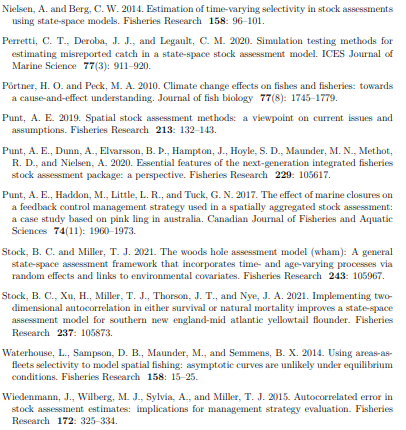 Nielsen, A. and Berg, C. W. 2014. Estimation of time-varying selectivity in stock assessments
using state-space models. Fisheries Research 158: 96–101.
Perretti, C. T., Deroba, J. J., and Legault, C. M. 2020. Simulation testing methods for
estimating misreported catch in a state-space stock assessment model. ICES Journal of
Marine Science 77(3): 911–920.
Pörtner, H. O. and Peck, M. A. 2010. Climate change effects on fishes and fisheries: towards
a cause-and-effect understanding. Journal of fish biology 77(8): 1745–1779.
Punt, A. E. 2019. Spatial stock assessment methods: a viewpoint on current issues and
assumptions. Fisheries Research 213: 132–143.
Punt, A. E., Dunn, A., Elvarsson, B. Þ., Hampton, J., Hoyle, S. D., Maunder, M. N., Methot,
R. D., and Nielsen, A. 2020. Essential features of the next-generation integrated fisheries
stock assessment package: a perspective. Fisheries Research 229: 105617.
Punt, A. E., Haddon, M., Little, L. R., and Tuck, G. N. 2017. The effect of marine closures on
a feedback control management strategy used in a spatially aggregated stock assessment:
a case study based on pink ling in australia. Canadian Journal of Fisheries and Aquatic
Sciences 74(11): 1960–1973.
Stock, B. C. and Miller, T. J. 2021. The woods hole assessment model (wham): A general
state-space assessment framework that incorporates time- and age-varying processes via
random effects and links to environmental covariates. Fisheries Research 243: 105967.
Stock, B. C., Xu, H., Miller, T. J., Thorson, J. T., and Nye, J. A. 2021. Implementing two-
dimensional autocorrelation in either survival or natural mortality improves a state-space
assessment model for southern new england-mid atlantic yellowtail flounder. Fisheries
Research 237: 105873.
Waterhouse, L., Sampson, D. B., Maunder, M., and Semmens, B. X. 2014. Using areas-as-
fleets selectivity to model spatial fishing: asymptotic curves are unlikely under equilibrium
conditions. Fisheries Research 158: 15–25.
Wiedenmann, J., Wilberg, M. J., Sylvia, A., and Miller, T. J. 2015. Autocorrelated error in
stock assessment estimates: implications for management strategy evaluation. Fisheries
Research 172: 325–334.